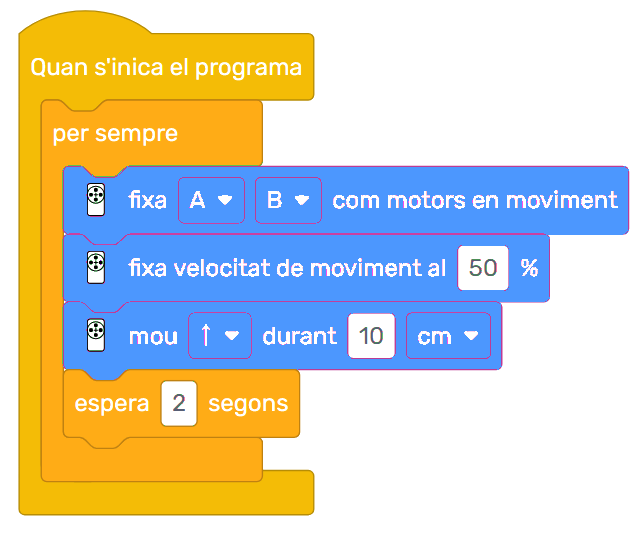 Quan s'inica el programa
per sempre
fixa A B com motors en moviment
fixa velocitat de moviment al 50 %
mou ↑ durant 10 cm
espera 2 segons